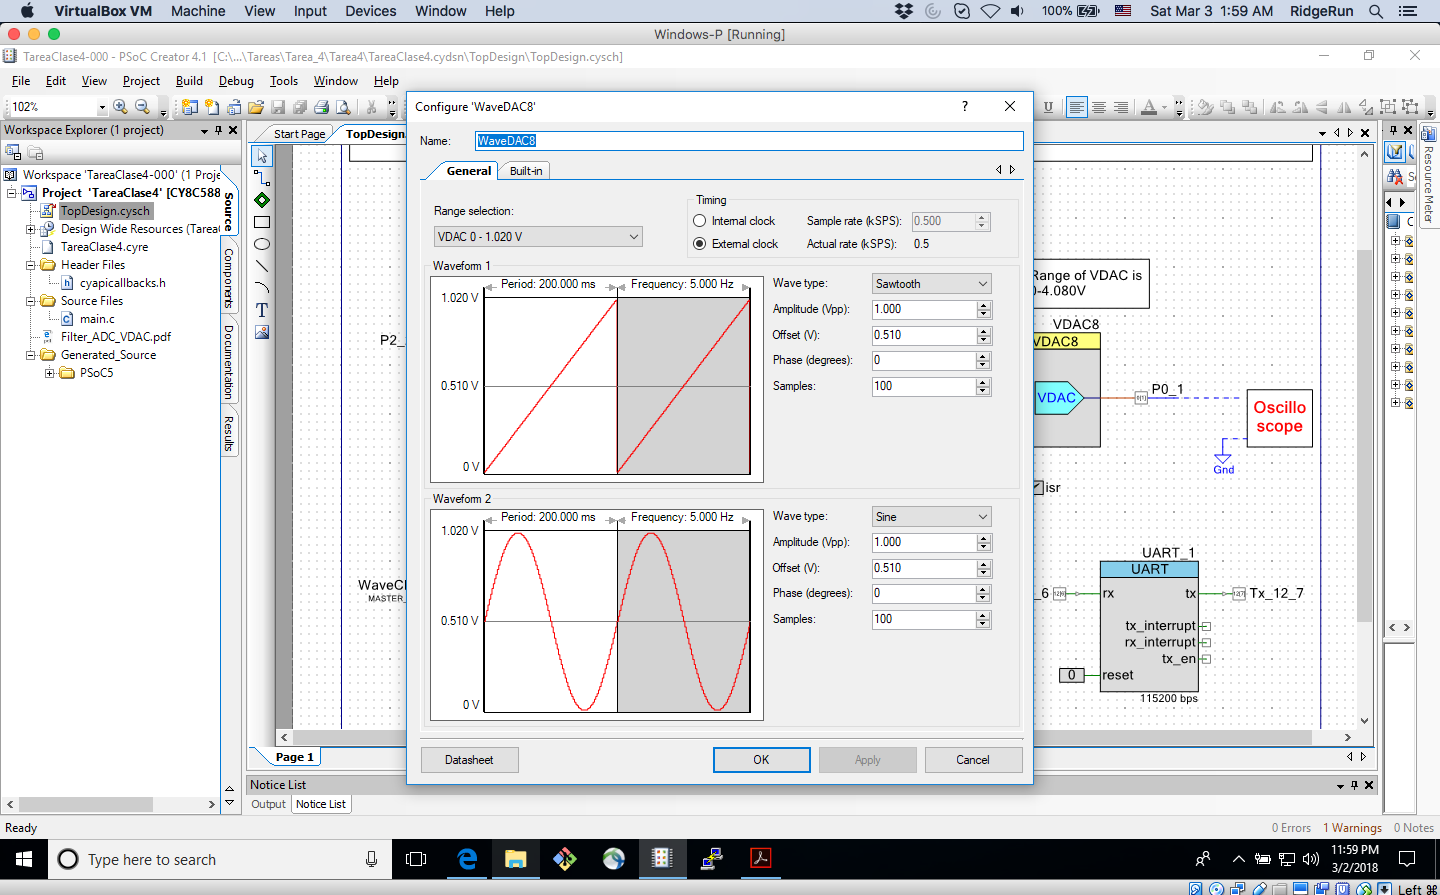 VirtualBox VM Machine View Input Devices Window Help
100% Sat Mar 3 1:59 AM RidgeRun
Windows-P [Running]
TareaClase4-000 - PSoC Creator 4.1 [C:\...\Tareas\Tarea_4\Tarea4\TareaClase4.cydsn\TopDesign\TopDesign.cysch]
File Edit View Project Build Debug Tools Window Help
102%
Workspace Explorer (1 project)
Workspace 'TareaClase4-000' (1 Proje
Project 'TareaClase4' [CY8C588
TopDesign.cysch
Design Wide Resources (Tarea
TareaClase4.cyre
Header Files
cyapicallbacks.h
Source Files
main.c
Filter_ADC_VDAC.pdf
Generated_Source
PSoC5
Source
Components
Documentation
Results
Start Page
TopDesign.
P2_
WaveCl
MASTER_
Configure 'WaveDAC8'
?
Name:
WaveDAC8
General
Built-in
Range selection:
VDAC 0 - 1.020 V
Timing
Internal clock
Sample rate (kSPS):
0.500
External clock
Actual rate (kSPS):
0.5
Waveform 1
Period: 200.000 ms
Frequency: 5.000 Hz
1.020 V
0.510 V
0 V
Wave type:
Sawtooth
Amplitude (Vpp):
1.000
Offset (V):
0.510
Phase (degrees):
0
Samples:
100
Waveform 2
Period: 200.000 ms
Frequency: 5.000 Hz
1.020 V
0.510 V
0 V
Wave type:
Sine
Amplitude (Vpp):
1.000
Offset (V):
0.510
Phase (degrees):
0
Samples:
100
Datasheet
OK
Apply
Cancel
Range of VDAC is
0-4.080V
VDAC8
VDAC8
VDAC
P0_1
Oscillo
scope
Gnd
isr
UART_1
UART
_6
rx
tx
Tx_12_7
tx_interrupt
rx_interrupt
tx_en
0
reset
115200 bps
Resource Meter
Page 1
Notice List
Output
Notice List
Ready
0 Errors
1 Warnings
0 Notes
Type here to search
11:59 PM
3/2/2018
Left ⌘